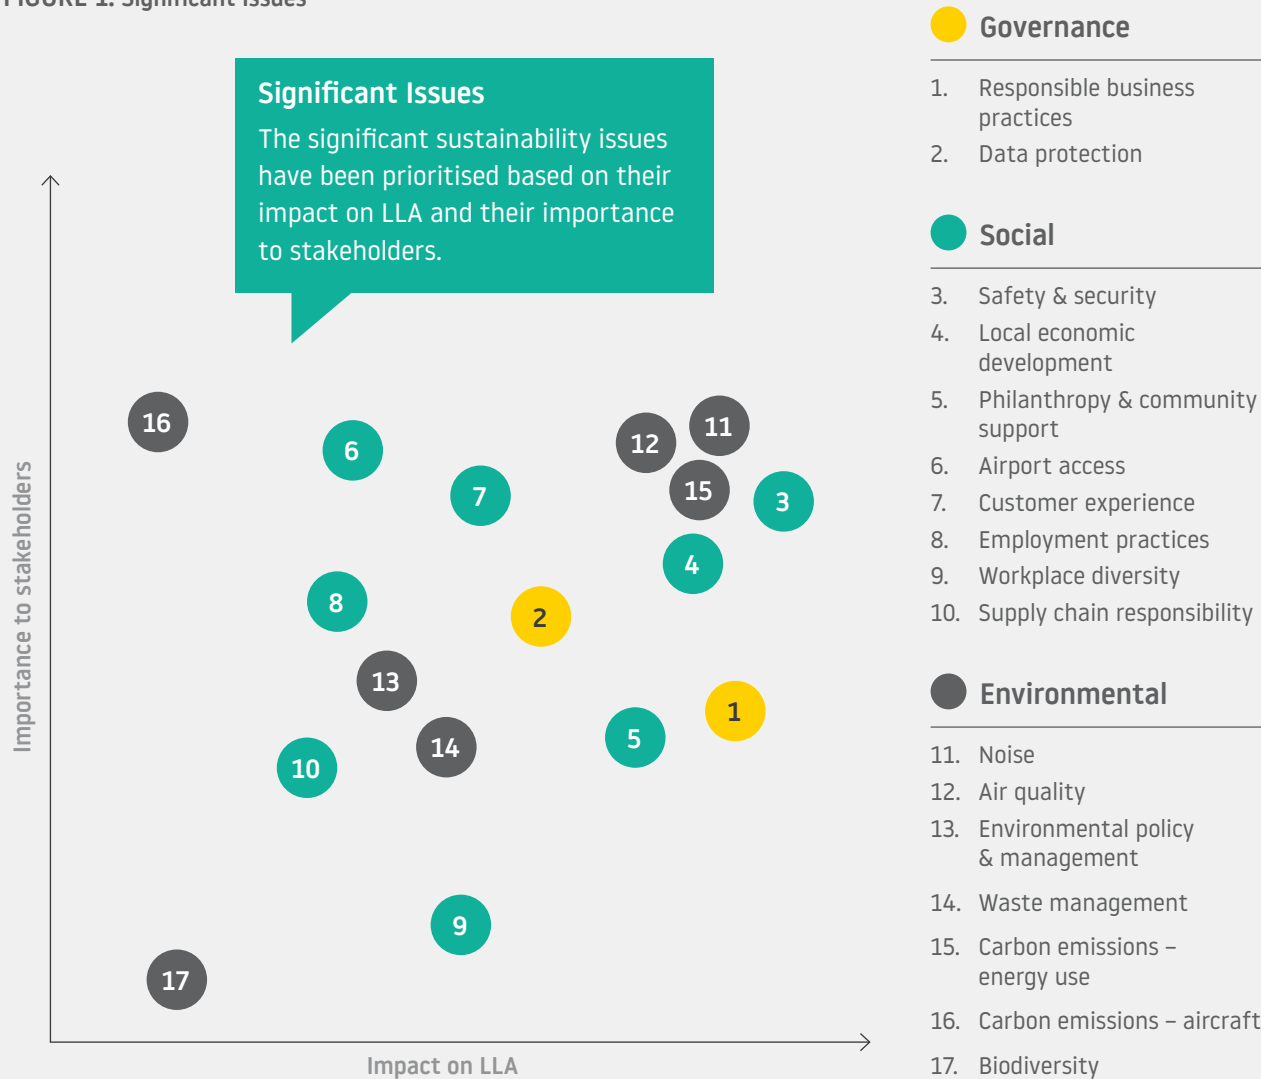 FIGURE 1. Significant Issues
Significant Issues
The significant sustainability issues
have been prioritised based on their
impact on LLA and their importance
to stakeholders.
Importance to stakeholders
16
6
7
12
11
15
3
4
8
2
13
1
5
14
10
9
17
Impact on LLA
Governance
1. Responsible business
practices
2. Data protection
Social
3. Safety & security
4. Local economic
development
5. Philanthropy & community
support
6. Airport access
7. Customer experience
8. Employment practices
9. Workplace diversity
10. Supply chain responsibility
Environmental
11. Noise
12. Air quality
13. Environmental policy
& management
14. Waste management
15. Carbon emissions –
energy use
16. Carbon emissions – aircraft
17. Biodiversity